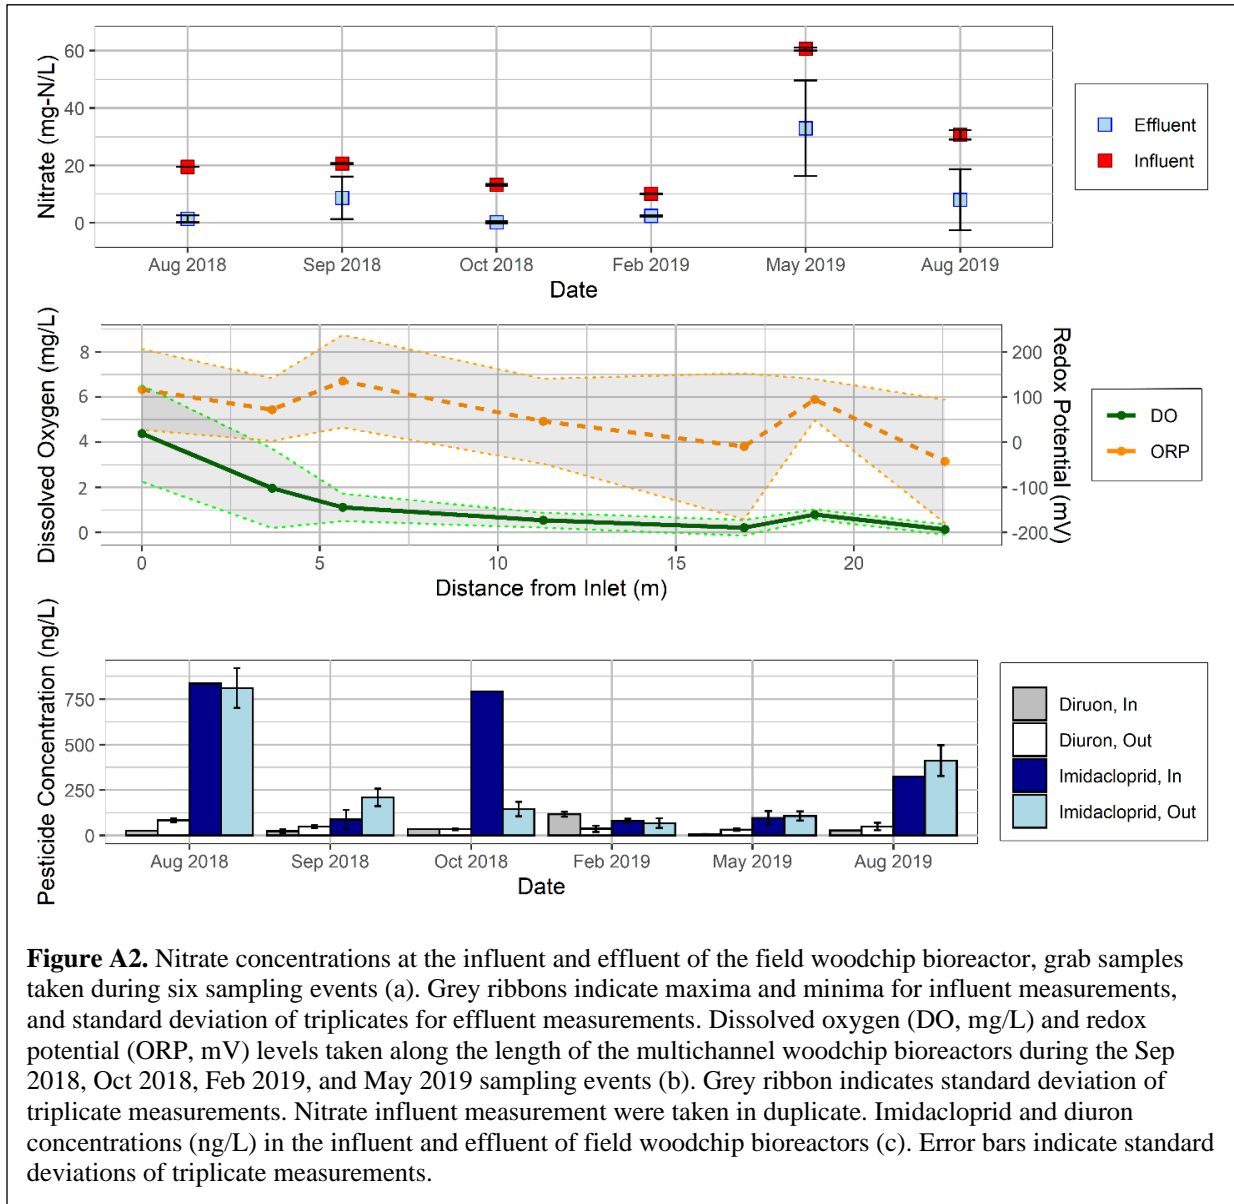 Nitrate (mg-N/L)
60
40
20
0
Aug 2018 Sep 2018 Oct 2018 Feb 2019 May 2019 Aug 2019
Date
Effluent
Influent
Dissolved Oxygen (mg/L)
8
6
4
2
0
0 5 10 15 20
Distance from Inlet (m)
200
100
0
-100
-200
Redox Potential (mV)
DO
ORP
Pesticide Concentration (ng/L)
750
500
250
0
Aug 2018 Sep 2018 Oct 2018 Feb 2019 May 2019 Aug 2019
Date
Diruon, In
Diuron, Out
Imidacloprid, In
Imidacloprid, Out
Figure A2. Nitrate concentrations at the influent and effluent of the field woodchip bioreactor, grab samples
taken during six sampling events (a). Grey ribbons indicate maxima and minima for influent measurements,
and standard deviation of triplicates for effluent measurements. Dissolved oxygen (DO, mg/L) and redox
potential (ORP, mV) levels taken along the length of the multichannel woodchip bioreactors during the Sep
2018, Oct 2018, Feb 2019, and May 2019 sampling events (b). Grey ribbon indicates standard deviation of
triplicate measurements. Nitrate influent measurement were taken in duplicate. Imidacloprid and diuron
concentrations (ng/L) in the influent and effluent of field woodchip bioreactors (c). Error bars indicate standard
deviations of triplicate measurements.